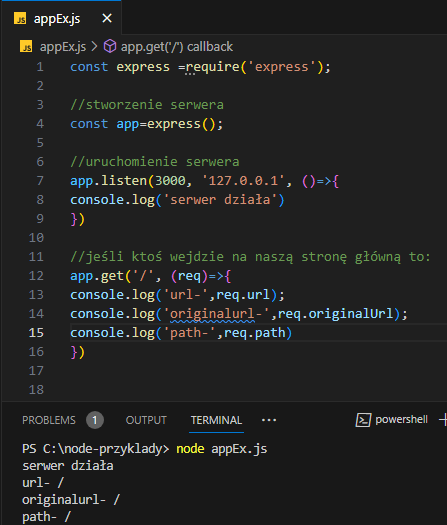 JS appEx.js ×
JS appEx.js > app.get('/') callback
1 const express =require('express');
2
3 //stworzenie serwera
4 const app=express();
5
6 //uruchomienie serwera
7 app.listen(3000, '127.0.0.1', ()=>{
8 console.log('serwer działa')
9 })
10
11 //jeśli ktoś wejdzie na naszą stronę główną to:
12 app.get('/', (req)=>{
13 console.log('url-',req.url);
14 console.log('originalurl-',req.originalUrl);
15 console.log('path-',req.path)
16 })
17
18
PROBLEMS 1 OUTPUT TERMINAL ··· powershell +
PS C:\node-przyklady> node appEx.js
serwer działa
url- /
originalurl- /
path- /